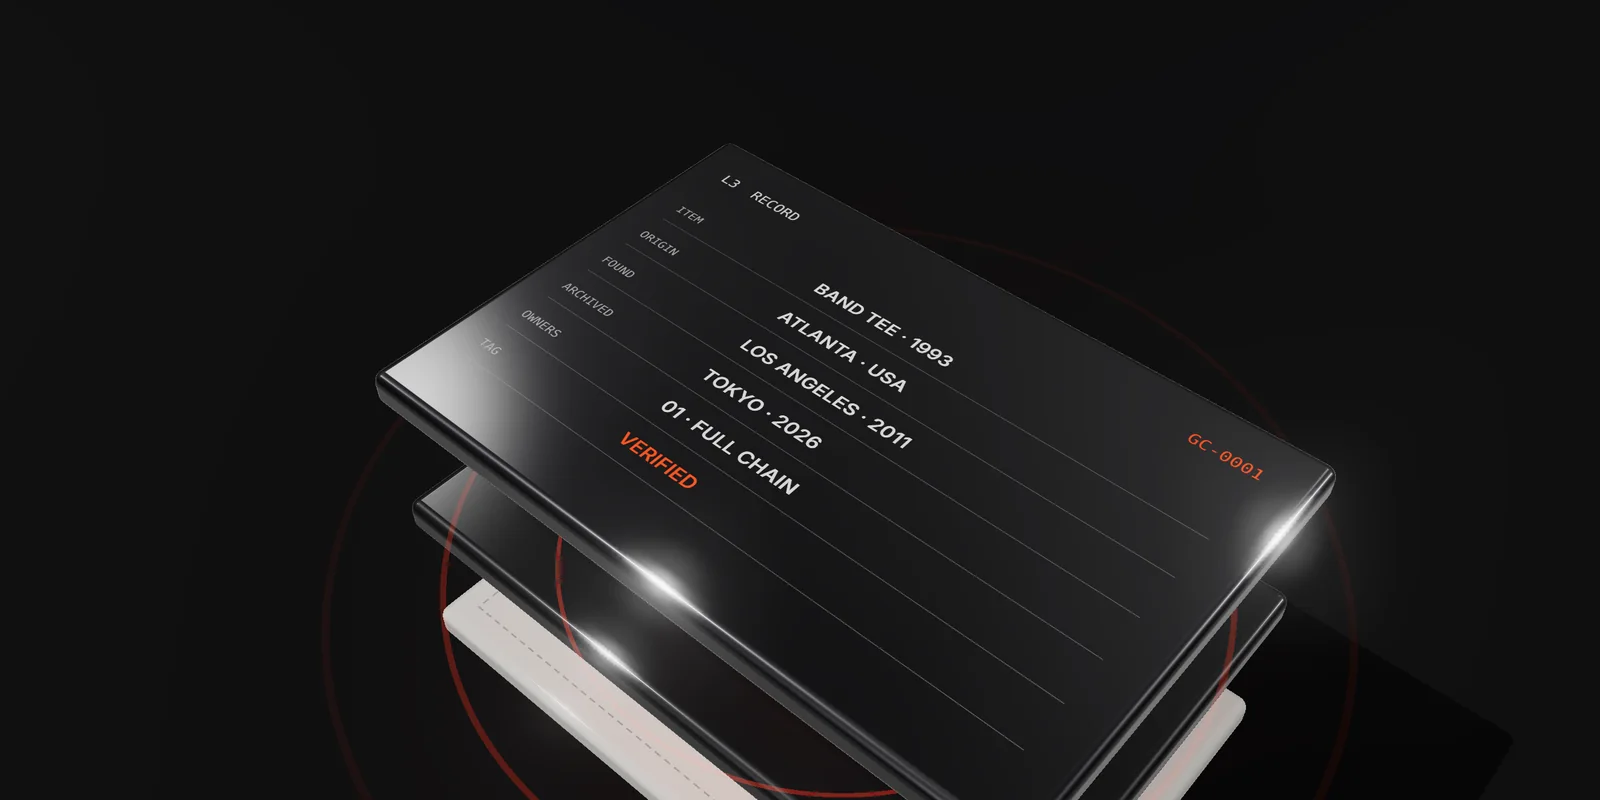 L3 RECORD
GC-0001
ITEM BAND TEE · 1993
ORIGIN ATLANTA · USA
FOUND LOS ANGELES · 2011
ARCHIVED TOKYO · 2026
OWNERS 01 · FULL CHAIN
TAG VERIFIED